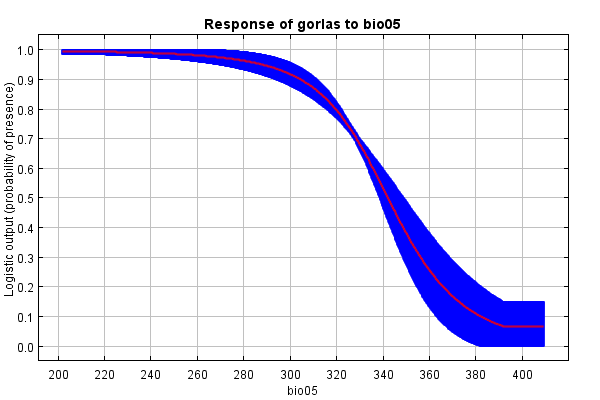 Response of gorlas to bio05
Logistic output (probability of presence)
1.0
0.9
0.8
0.7
0.6
0.5
0.4
0.3
0.2
0.1
0.0
200 220 240 260 280 300 320 340 360 380 400
bio05